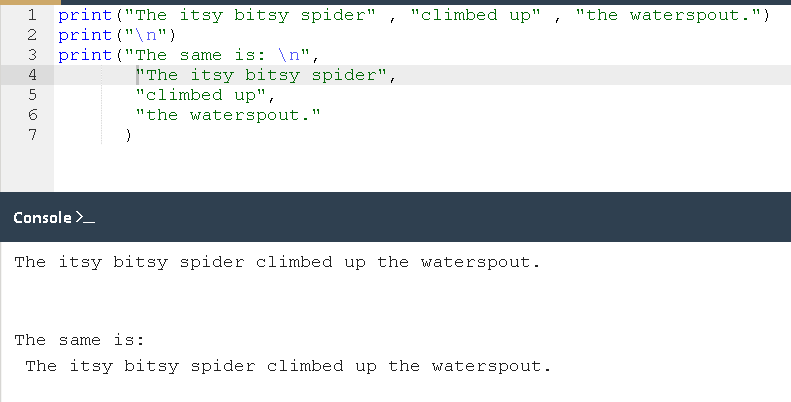 1 print("The itsy bitsy spider" , "climbed up" , "the waterspout.")
2 print("\n")
3 print("The same is: \n",
4 "The itsy bitsy spider",
5 "climbed up",
6 "the waterspout."
7 )
Console >_
The itsy bitsy spider climbed up the waterspout.
The same is:
The itsy bitsy spider climbed up the waterspout.